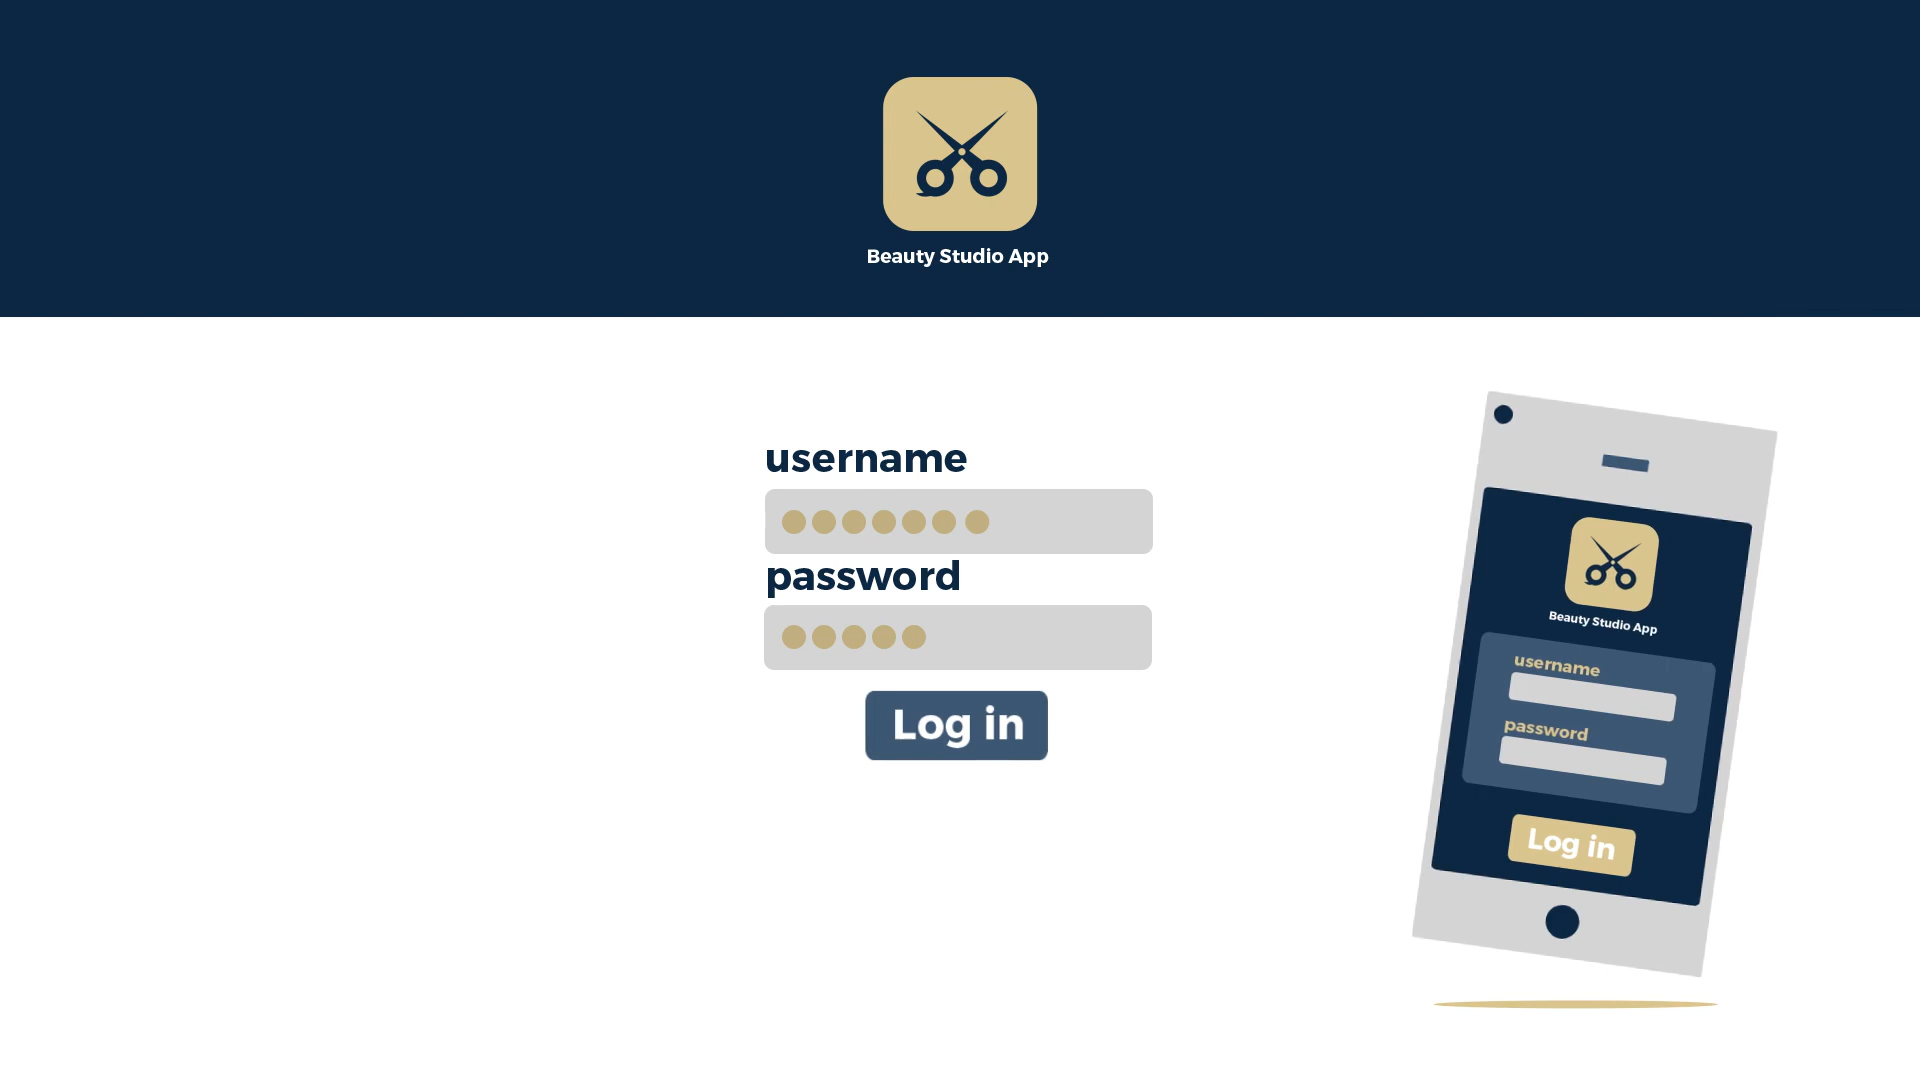 Beauty Studio App
username
password
Log in
Beauty Studio App
username
password
Log in